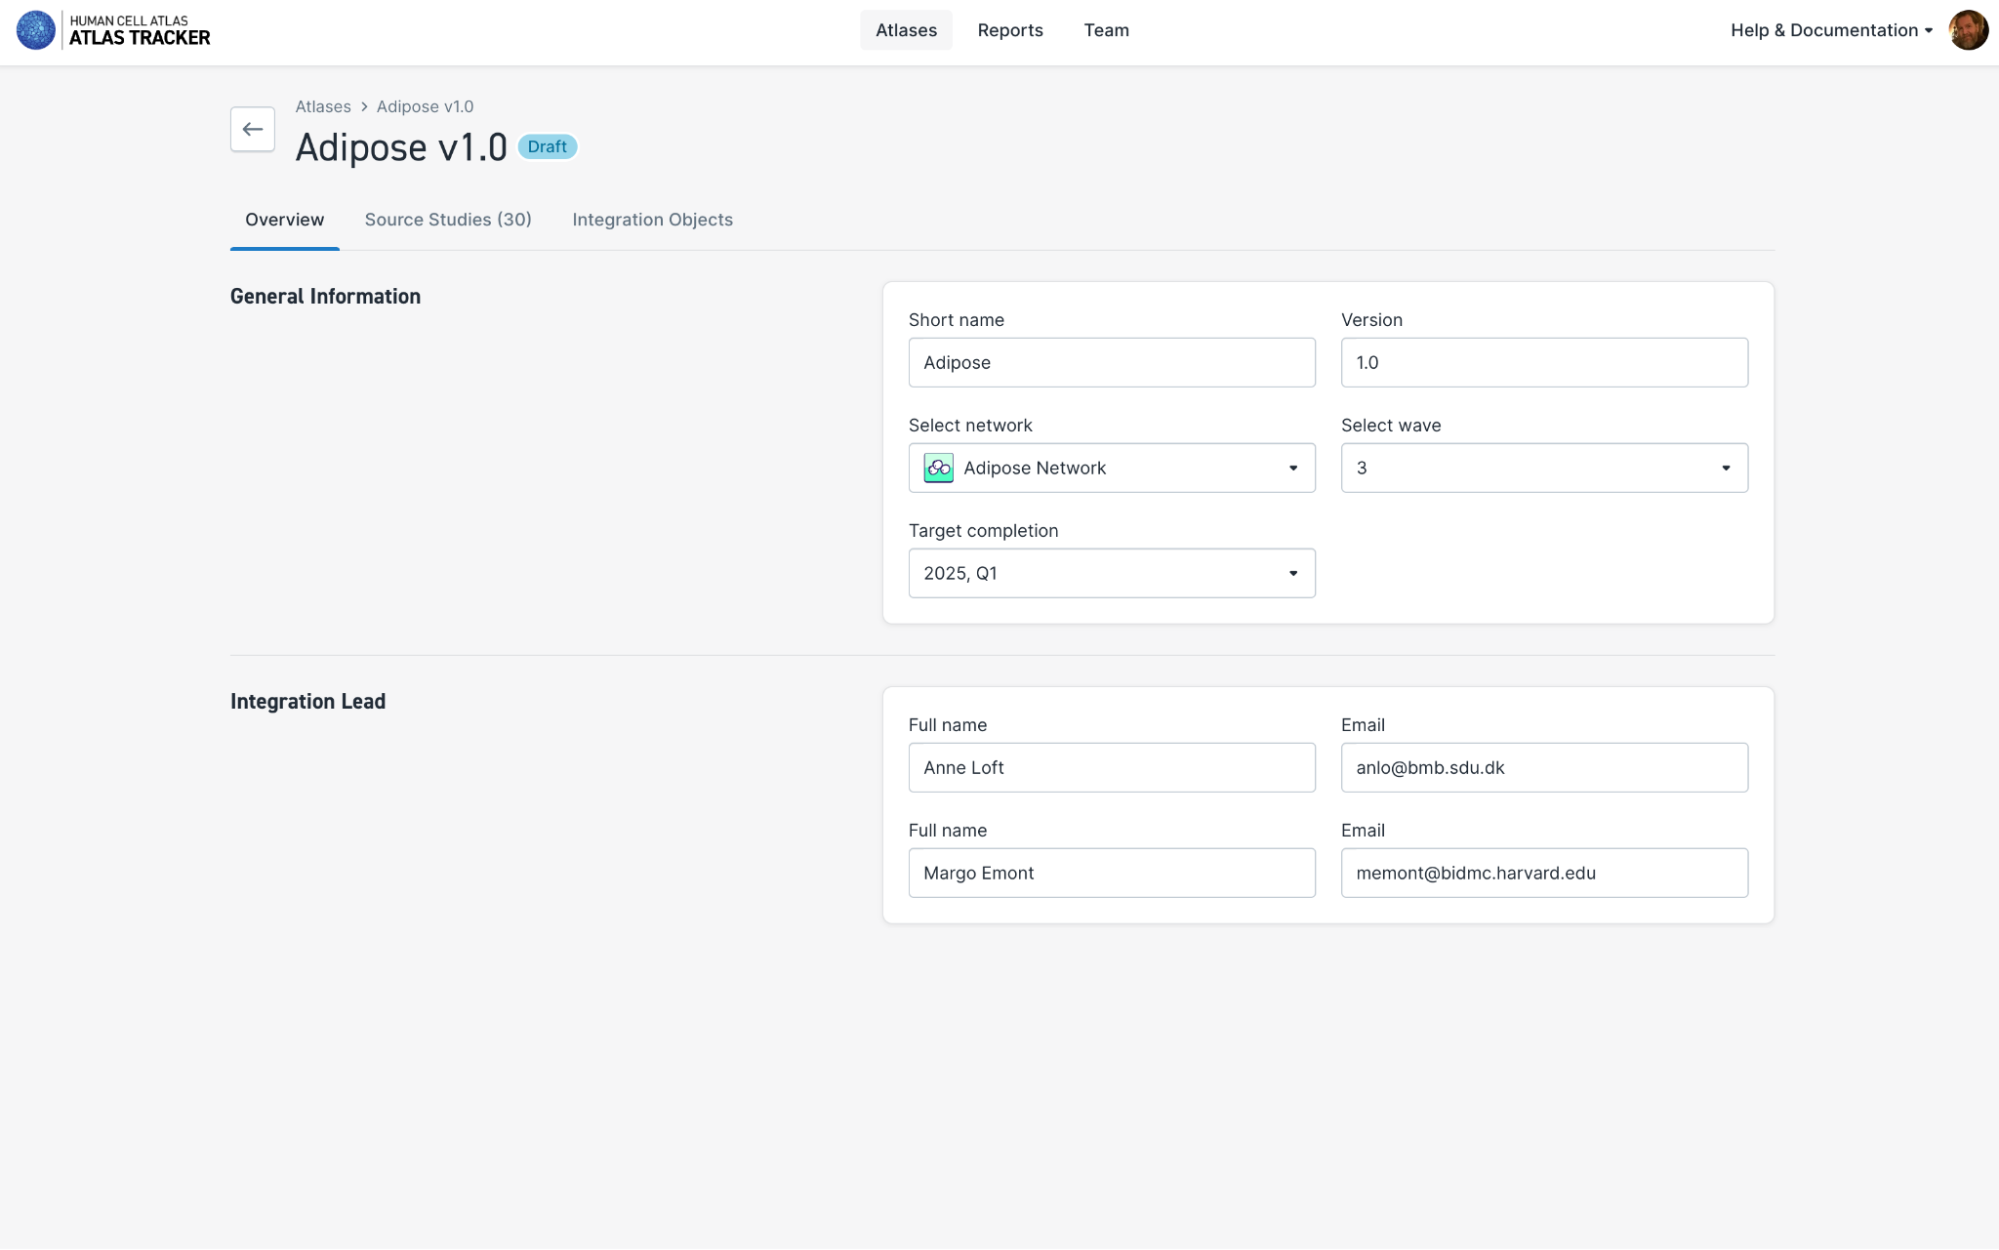 HUMAN CELL ATLAS
ATLAS TRACKER
Atlases
Reports
Team
Help & Documentation
Atlases > Adipose v1.0
Adipose v1.0 Draft
Overview
Source Studies (30)
Integration Objects
General Information
Short name
Version
Adipose
1.0
Select network
Select wave
Adipose Network
3
Target completion
2025, Q1
Integration Lead
Full name
Email
Anne Loft
anlo@bmb.sdu.dk
Full name
Email
Margo Emont
memont@bidmc.harvard.edu